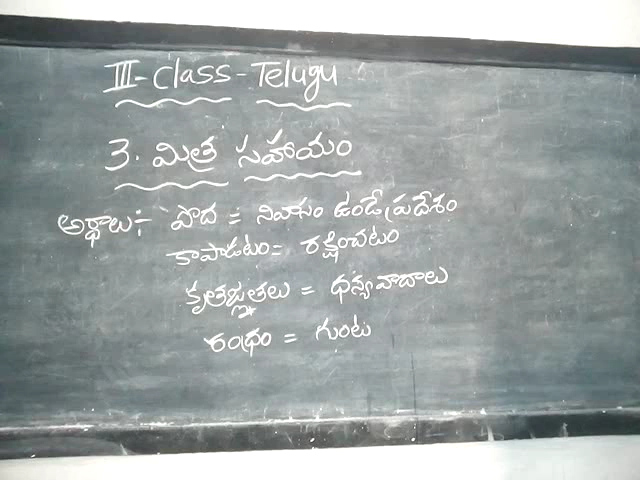 III-class-Telugu
3. మిత్ర సహాయం
అర్థాలు:- పొద = నివాసం ఉండే ప్రదేశం
కాపాడటం= రక్షించటం
కృతజ్ఞతలు = ధన్యవాదాలు
రంధ్రం = గుంటు